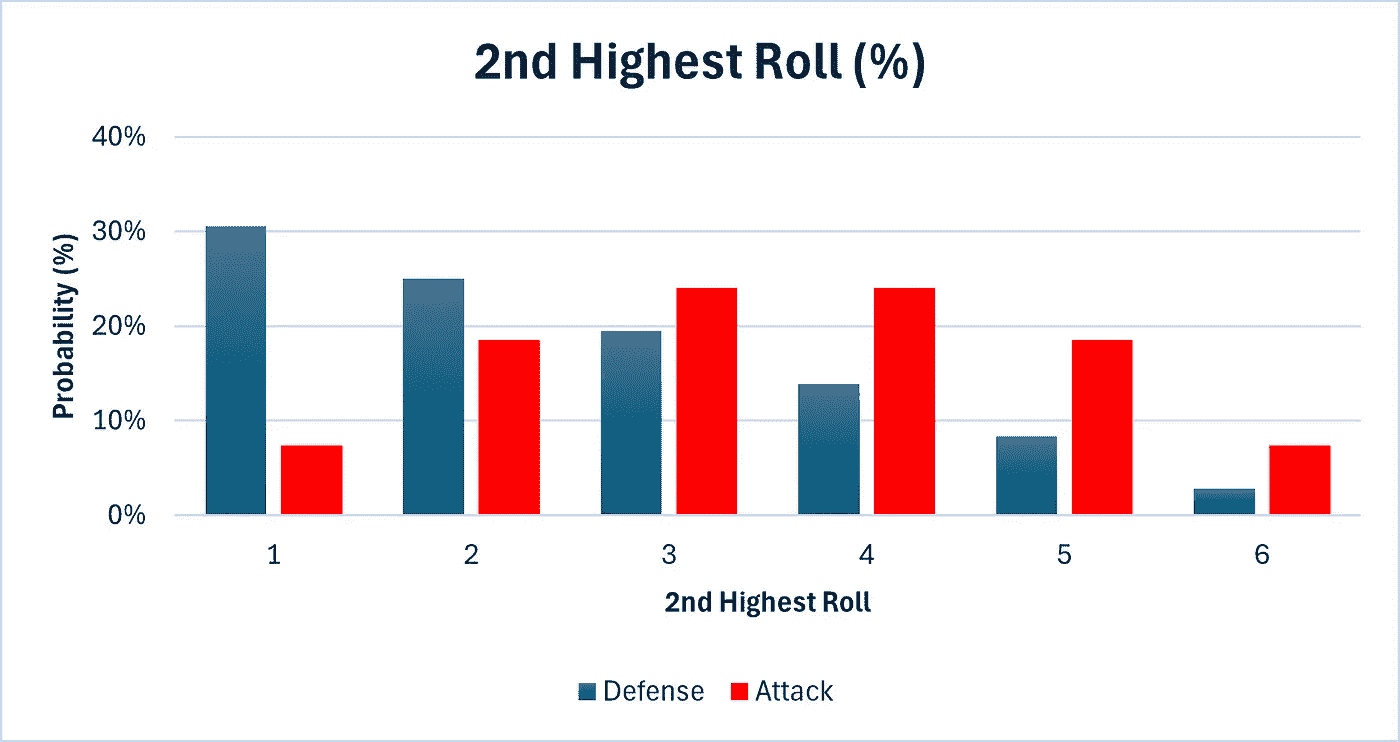 2nd Highest Roll (%)
40%
30%
20%
10%
0%
Probability (%)
1 2 3 4 5 6
2nd Highest Roll
Defense Attack